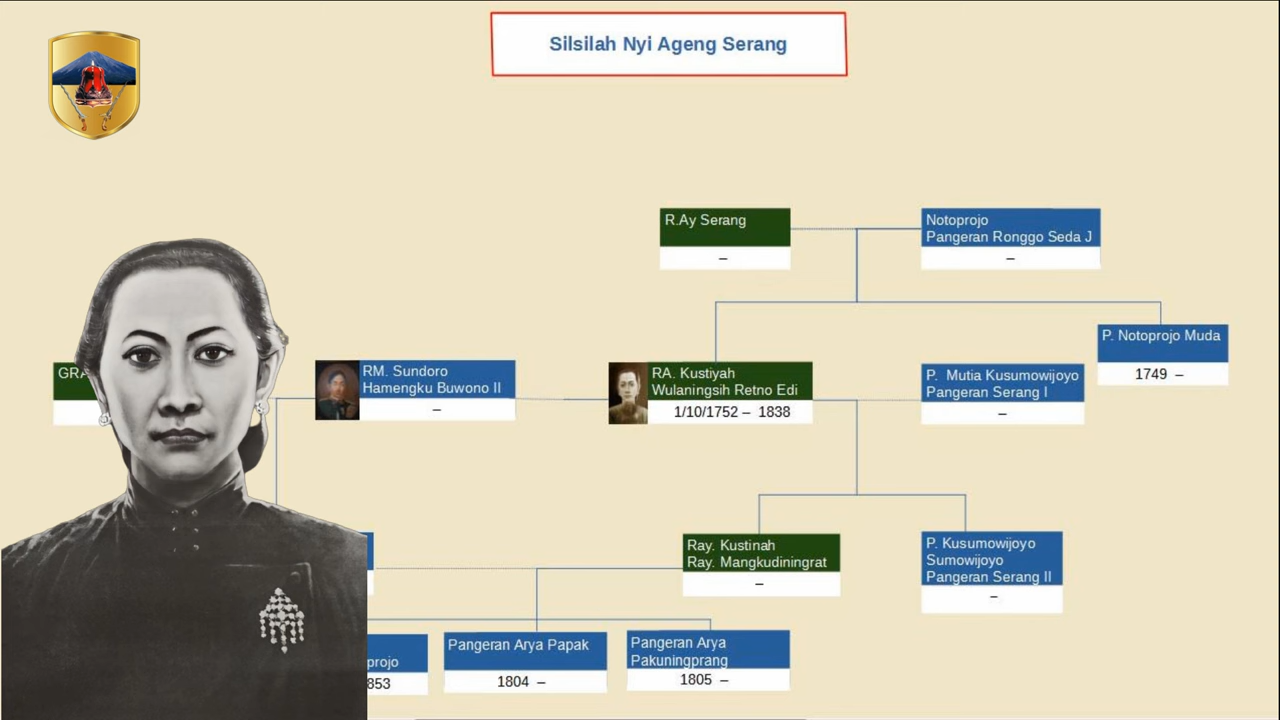 Silsilah Nyi Ageng Serang
R.Ay Serang
–
Notoprojo
Pangeran Ronggo Seda J
–
P. Notoprojo Muda
1749 –
GRA
RM. Sundoro
Hamengku Buwono II
–
RA. Kustiyah
Wulaningsih Retno Edi
1/10/1752 – 1838
P. Mutia Kusumowijoyo
Pangeran Serang I
–
Ray. Kustinah
Ray. Mangkudiningrat
–
P. Kusumowijoyo
Sumowijoyo
Pangeran Serang II
–
projo
853
Pangeran Arya Papak
1804 –
Pangeran Arya
Pakuningprang
1805 –